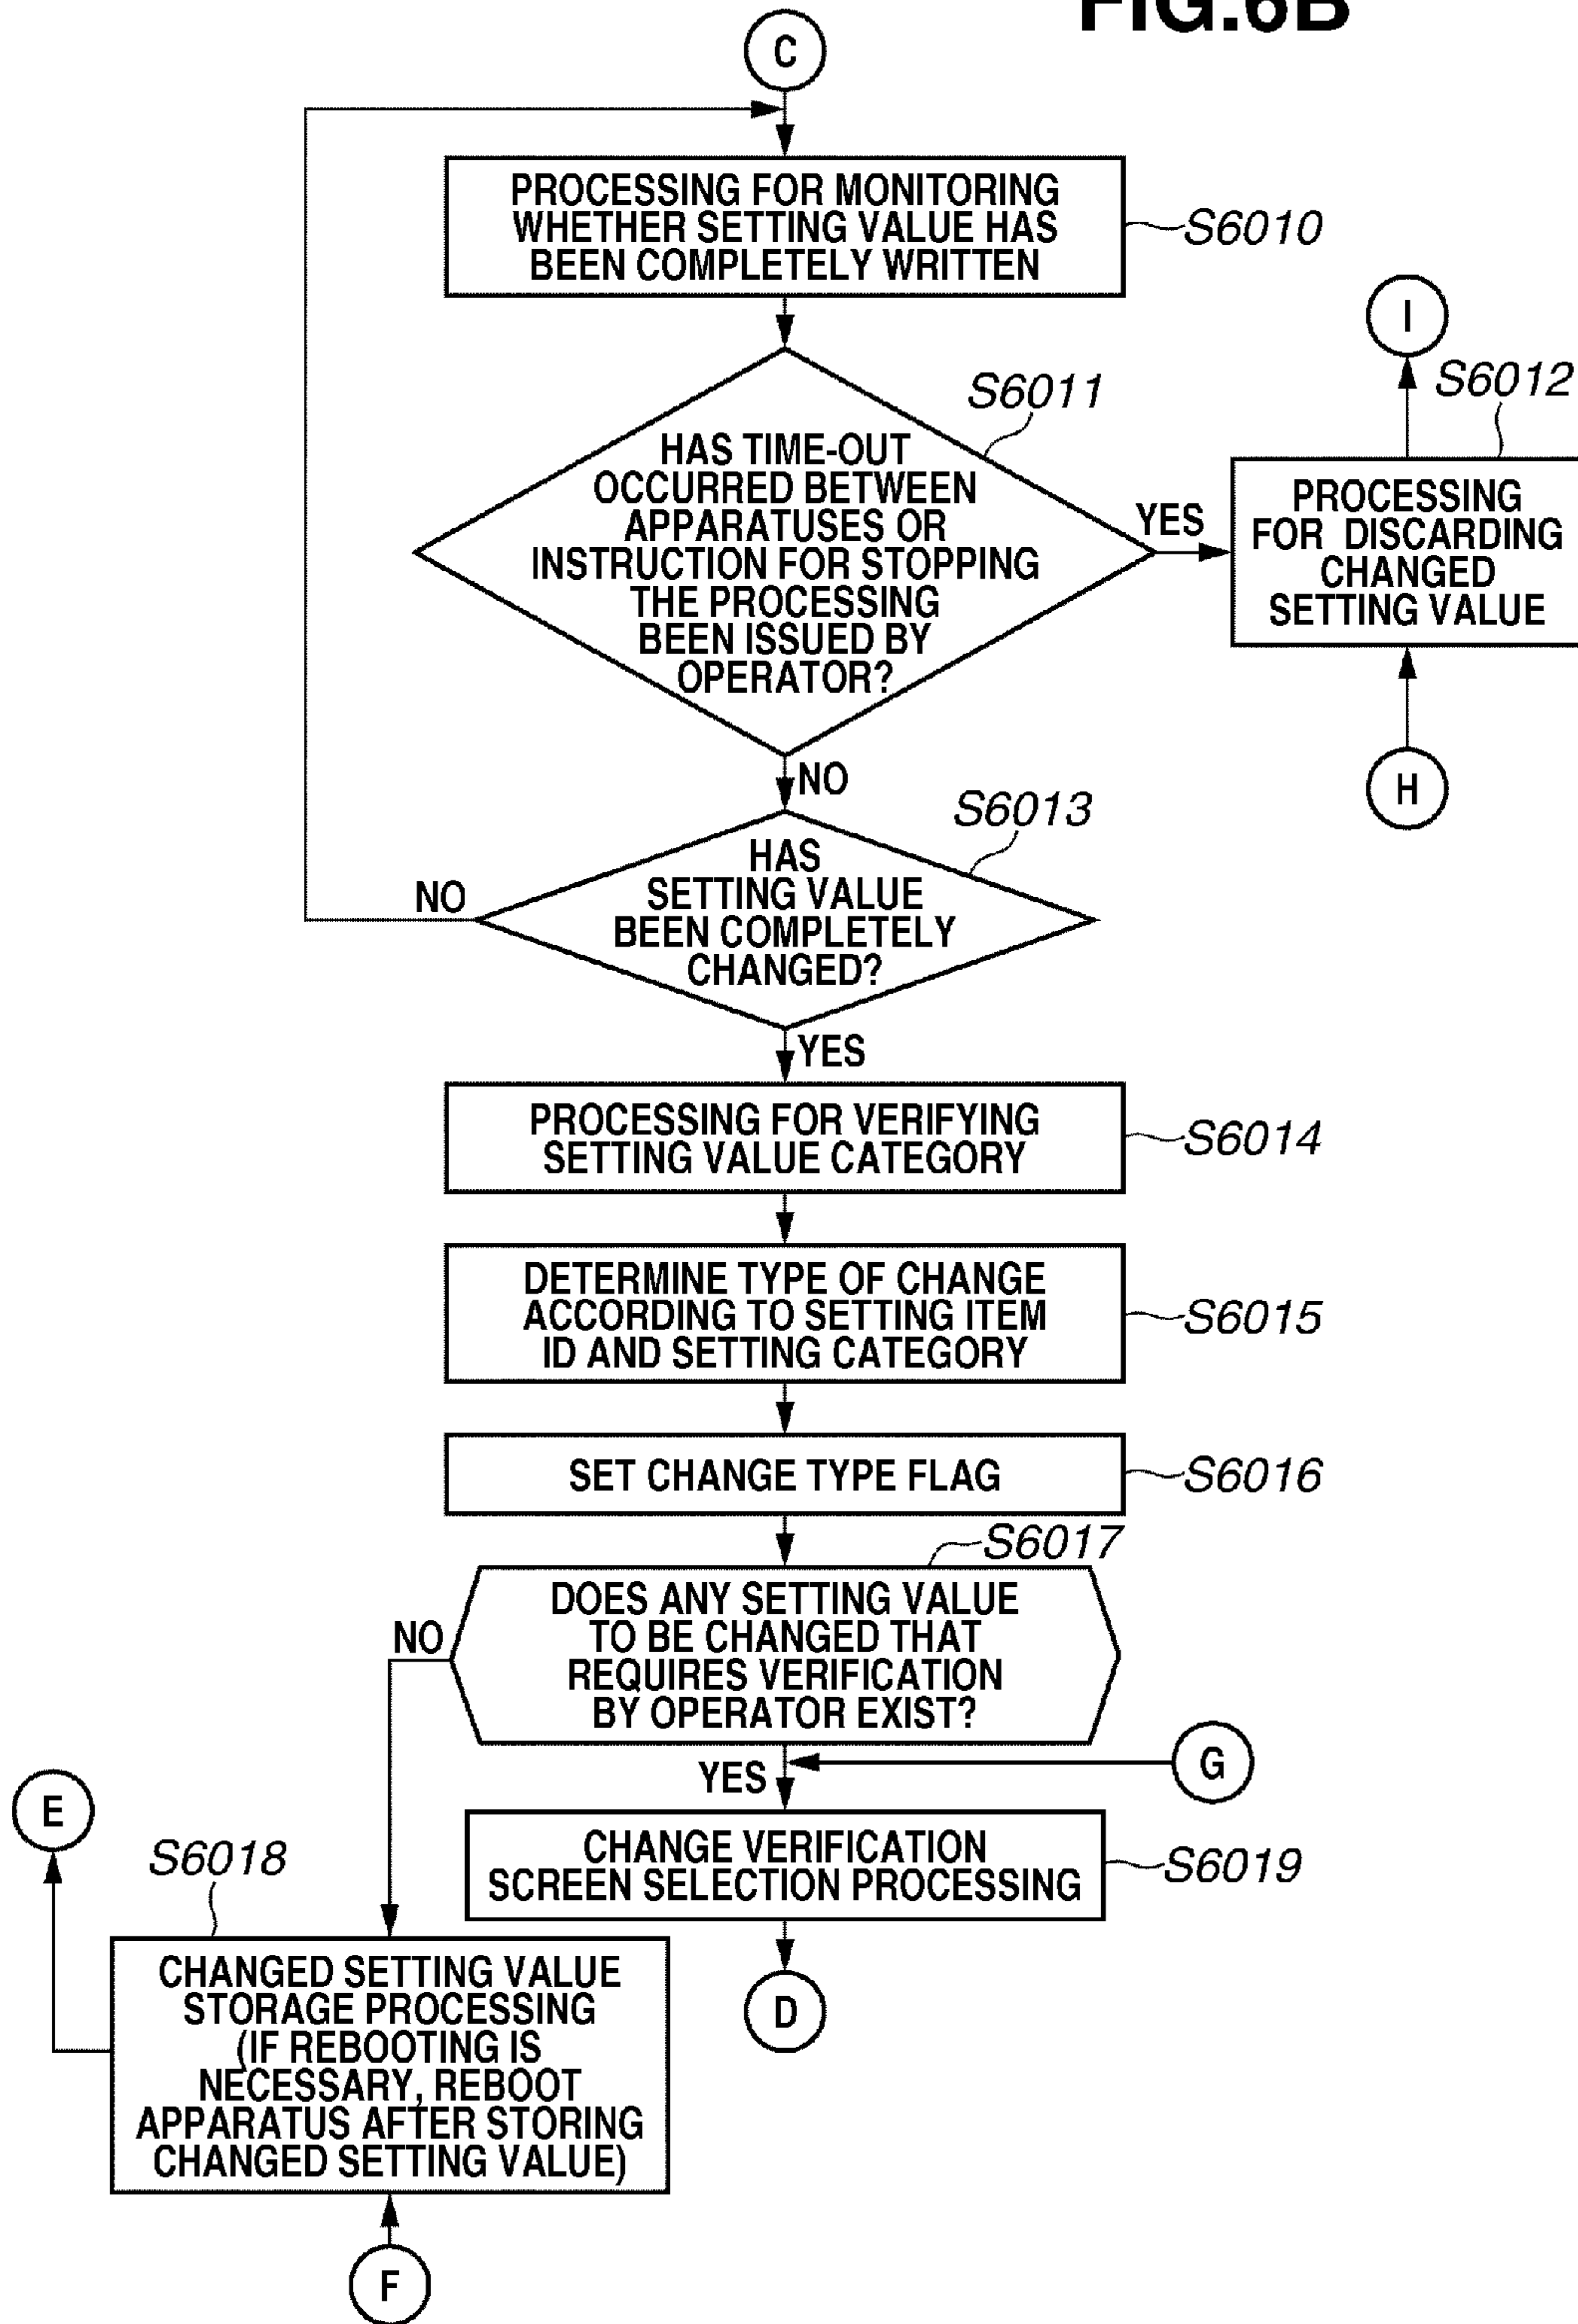 FIG.6B
C
PROCESSING FOR MONITORING
WHETHER SETTING VALUE HAS
BEEN COMPLETELY WRITTEN
S6010
I
S6011
S6012
HAS TIME-OUT
OCCURRED BETWEEN
APPARATUSES OR
INSTRUCTION FOR STOPPING
THE PROCESSING
BEEN ISSUED BY
OPERATOR?
YES
PROCESSING
FOR DISCARDING
CHANGED
SETTING VALUE
NO
H
S6013
HAS
SETTING VALUE
BEEN COMPLETELY
CHANGED?
NO
YES
PROCESSING FOR VERIFYING
SETTING VALUE CATEGORY
S6014
DETERMINE TYPE OF CHANGE
ACCORDING TO SETTING ITEM
ID AND SETTING CATEGORY
S6015
SET CHANGE TYPE FLAG
S6016
S6017
DOES ANY SETTING VALUE
TO BE CHANGED THAT
REQUIRES VERIFICATION
BY OPERATOR EXIST?
NO
YES
G
E
S6018
CHANGE VERIFICATION
SCREEN SELECTION PROCESSING
S6019
CHANGED SETTING VALUE
STORAGE PROCESSING
(IF REBOOTING IS
NECESSARY, REBOOT
APPARATUS AFTER STORING
CHANGED SETTING VALUE)
D
F